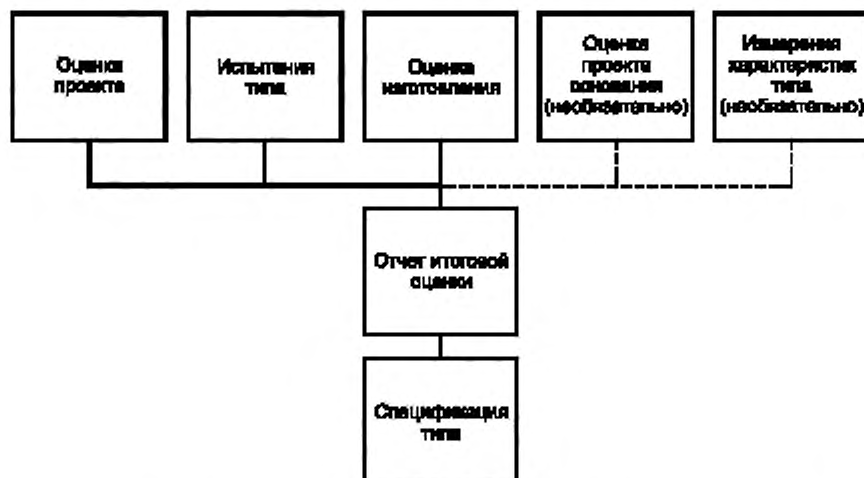 Оценка
проекта
Испытания
типа
Оценка
изготовления
Оценка
проекта
основания
(необязательно)
Измерения
характеристик
типа
(необязательно)
Отчет итоговой
оценки
Спецификация
типа